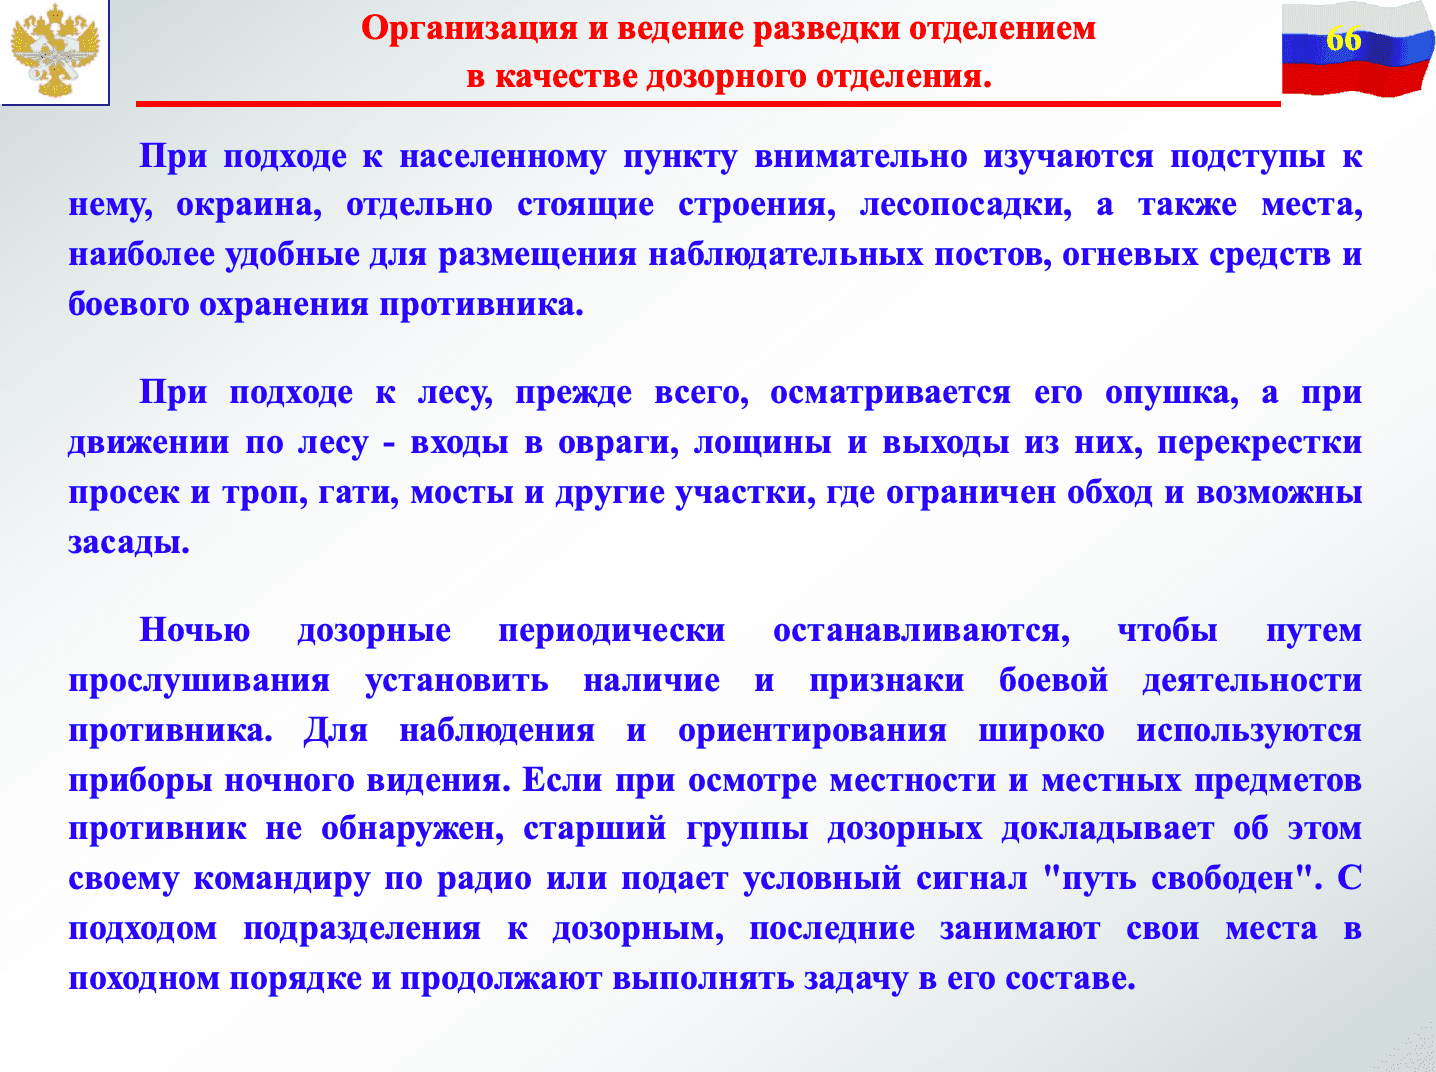 Организация и ведение разведки отделением
в качестве дозорного отделения.
66
При подходе к населенному пункту внимательно изучаются подступы к
нему, окраина, отдельно стоящие строения, лесопосадки, а также места,
наиболее удобные для размещения наблюдательных постов, огневых средств и
боевого охранения противника.
При подходе к лесу, прежде всего, осматривается его опушка, а при
движении по лесу - входы в овраги, лощины и выходы из них, перекрестки
просек и троп, гати, мосты и другие участки, где ограничен обход и возможны
засады.
Ночью дозорные периодически останавливаются, чтобы путем
прослушивания установить наличие и признаки боевой деятельности
противника. Для наблюдения и ориентирования широко используются
приборы ночного видения. Если при осмотре местности и местных предметов
противник не обнаружен, старший группы дозорных докладывает об этом
своему командиру по радио или подает условный сигнал "путь свободен". С
подходом подразделения к дозорным, последние занимают свои места в
походном порядке и продолжают выполнять задачу в его составе.